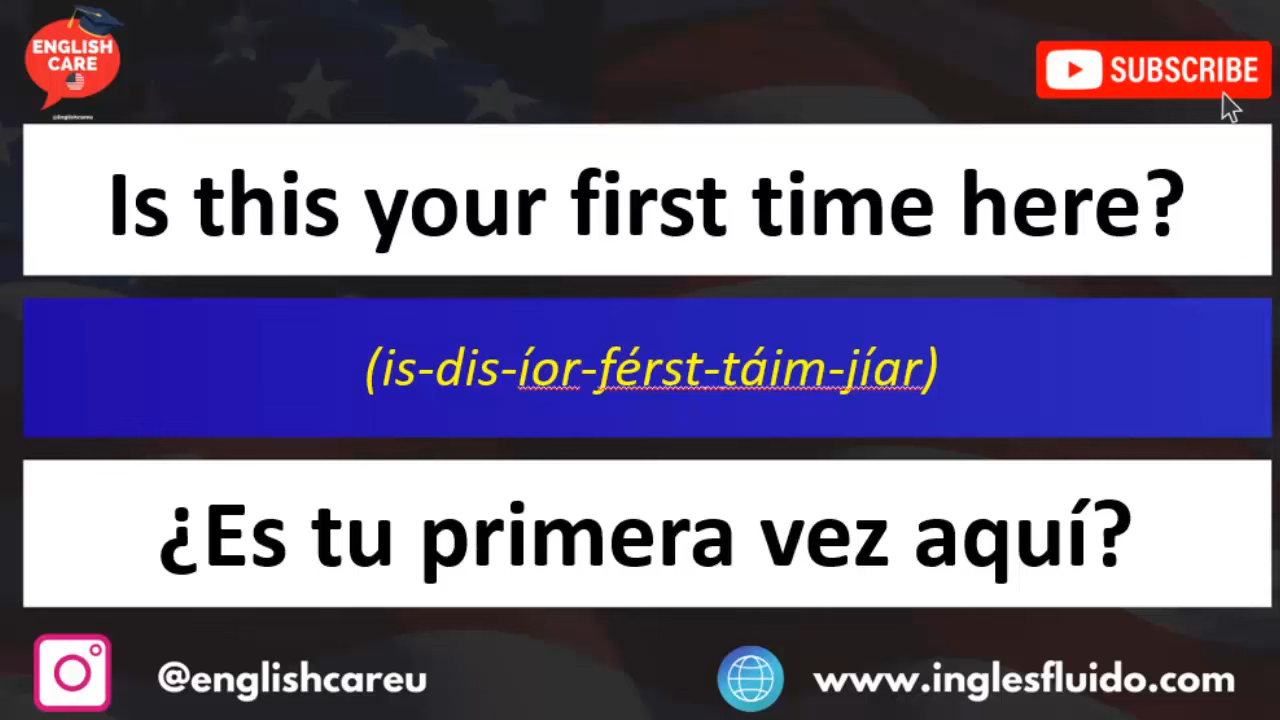 ENGLISH
CARE
@Englishcareu
SUBSCRIBE
Is this your first time here?
(is-dis-íor-férst-táim-jíar)
¿Es tu primera vez aquí?
@englishcareu
www.inglesfluido.com